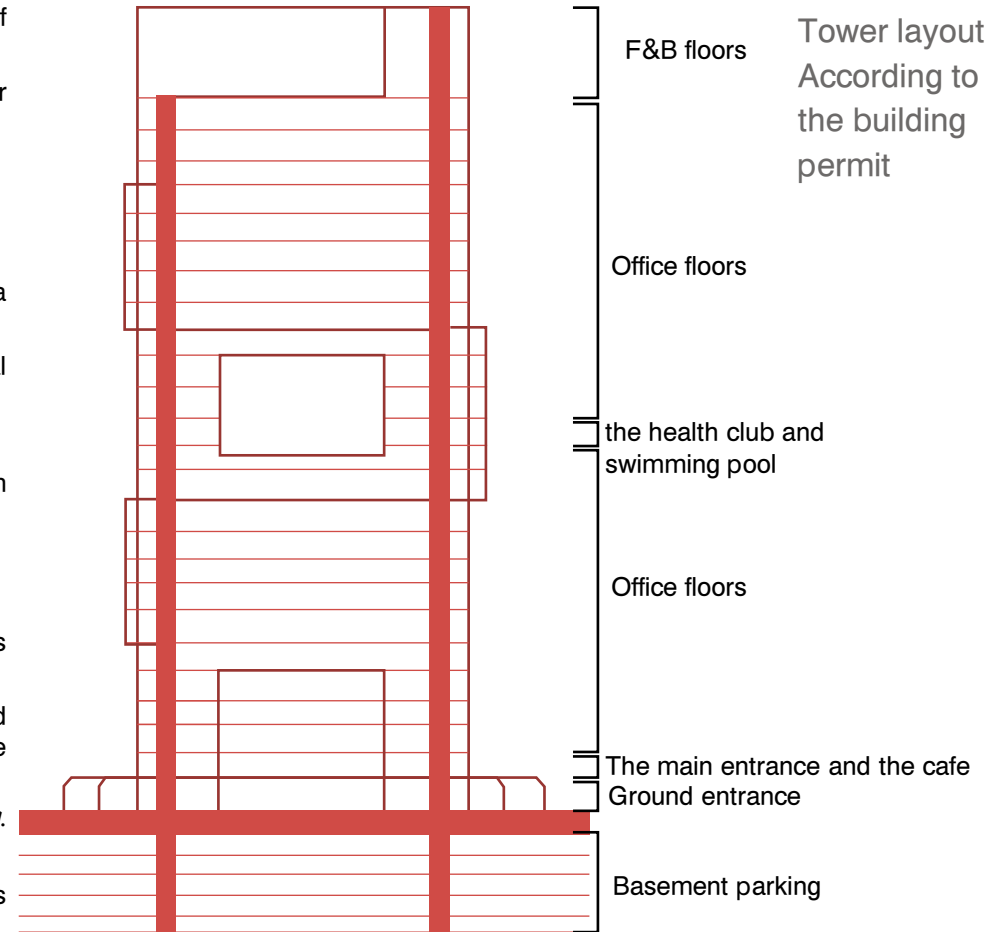 f
r
a
l
n
s
d
e
.
s
F&B floors
Tower layout
According to
the building
permit
Office floors
the health club and
swimming pool
Office floors
The main entrance and the cafe
Ground entrance
Basement parking